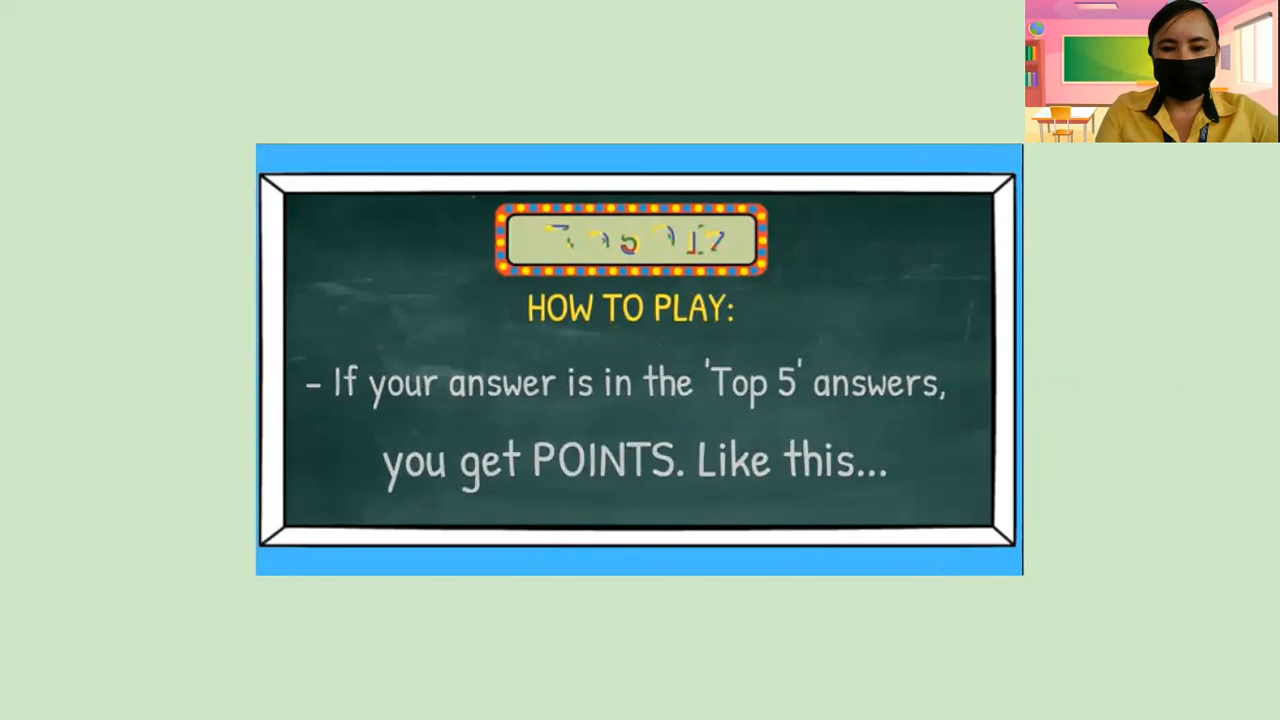 HOW TO PLAY:
- If your answer is in the 'Top 5' answers,
you get POINTS. Like this...